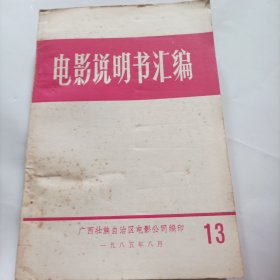 电影说明书汇编
广西壮族自治区电影公司编印
一九八五年八月
13